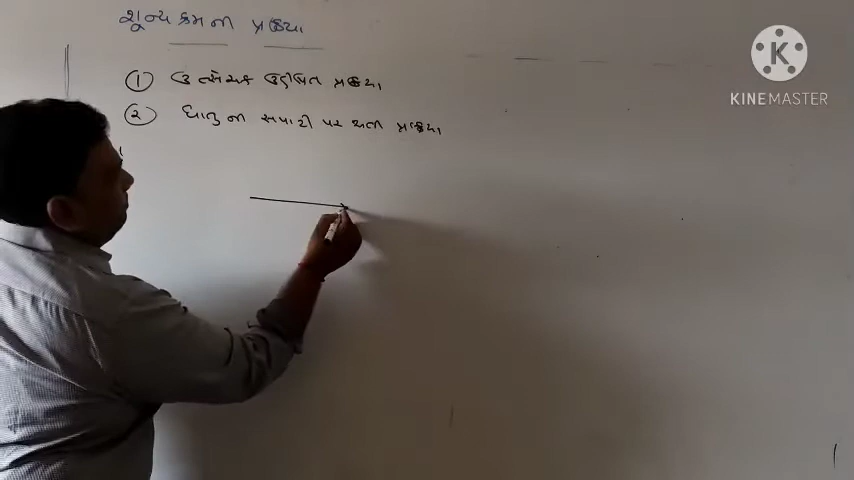 શૂન્ય ક્રમની પ્રક્રિયા
① ઉત્સેચક ઉદ્દીપિત પ્રક્રિયા
② ધાતુની સપાટી પર થતી પ્રક્રિયા
K
KINEMASTER